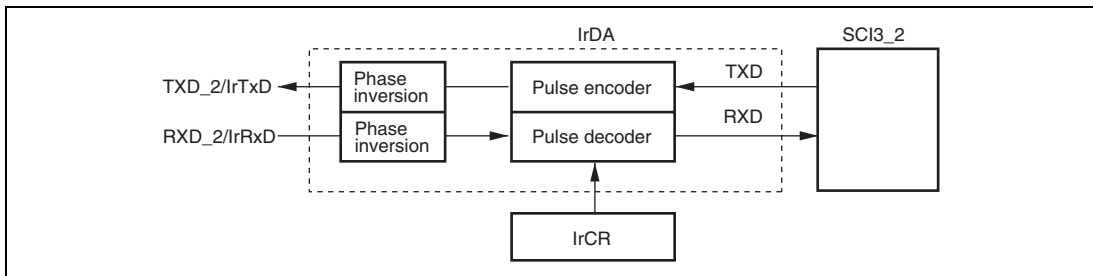 IrDA
SCI3_2
TXD_2/IrTxD
Phase
inversion
Pulse encoder
TXD
RXD_2/IrRxD
Phase
inversion
Pulse decoder
RXD
IrCR